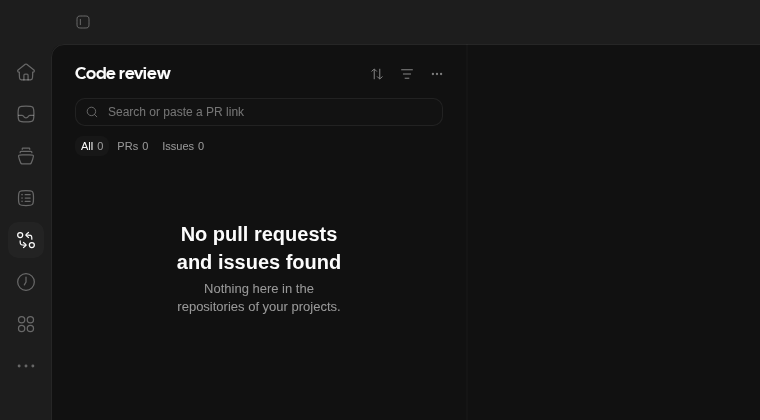 Code review
Search or paste a PR link
All 0 PRs 0 Issues 0
No pull requests
and issues found
Nothing here in the
repositories of your projects.